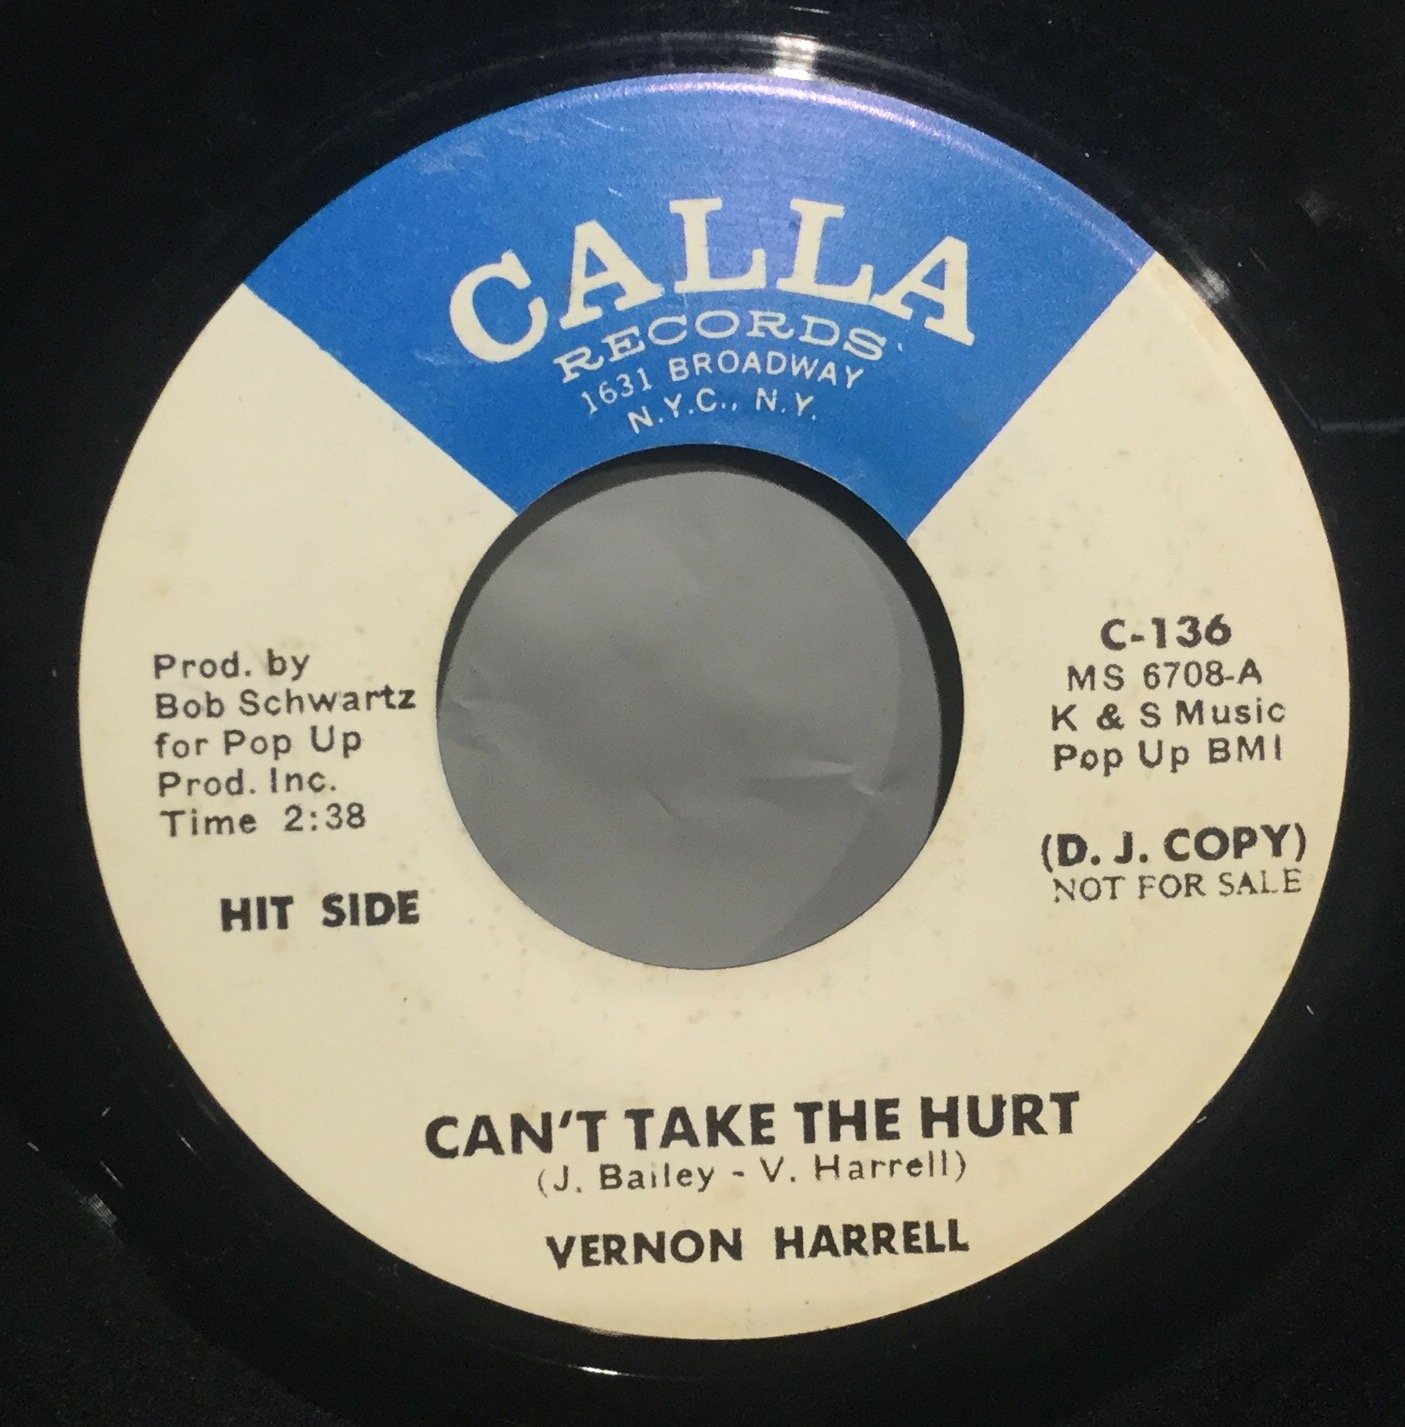 CALLA
RECORDS
1631 BROADWAY
N.Y.C., N.Y.
Prod. by
Bob Schwartz
for Pop Up
Prod. Inc.
Time 2:38
HIT SIDE
C-136
MS 6708-A
K & S Music
Pop Up BMI
(D. J. COPY)
NOT FOR SALE
CAN'T TAKE THE HURT
(J. Bailey - V. Harrell)
VERNON HARRELL